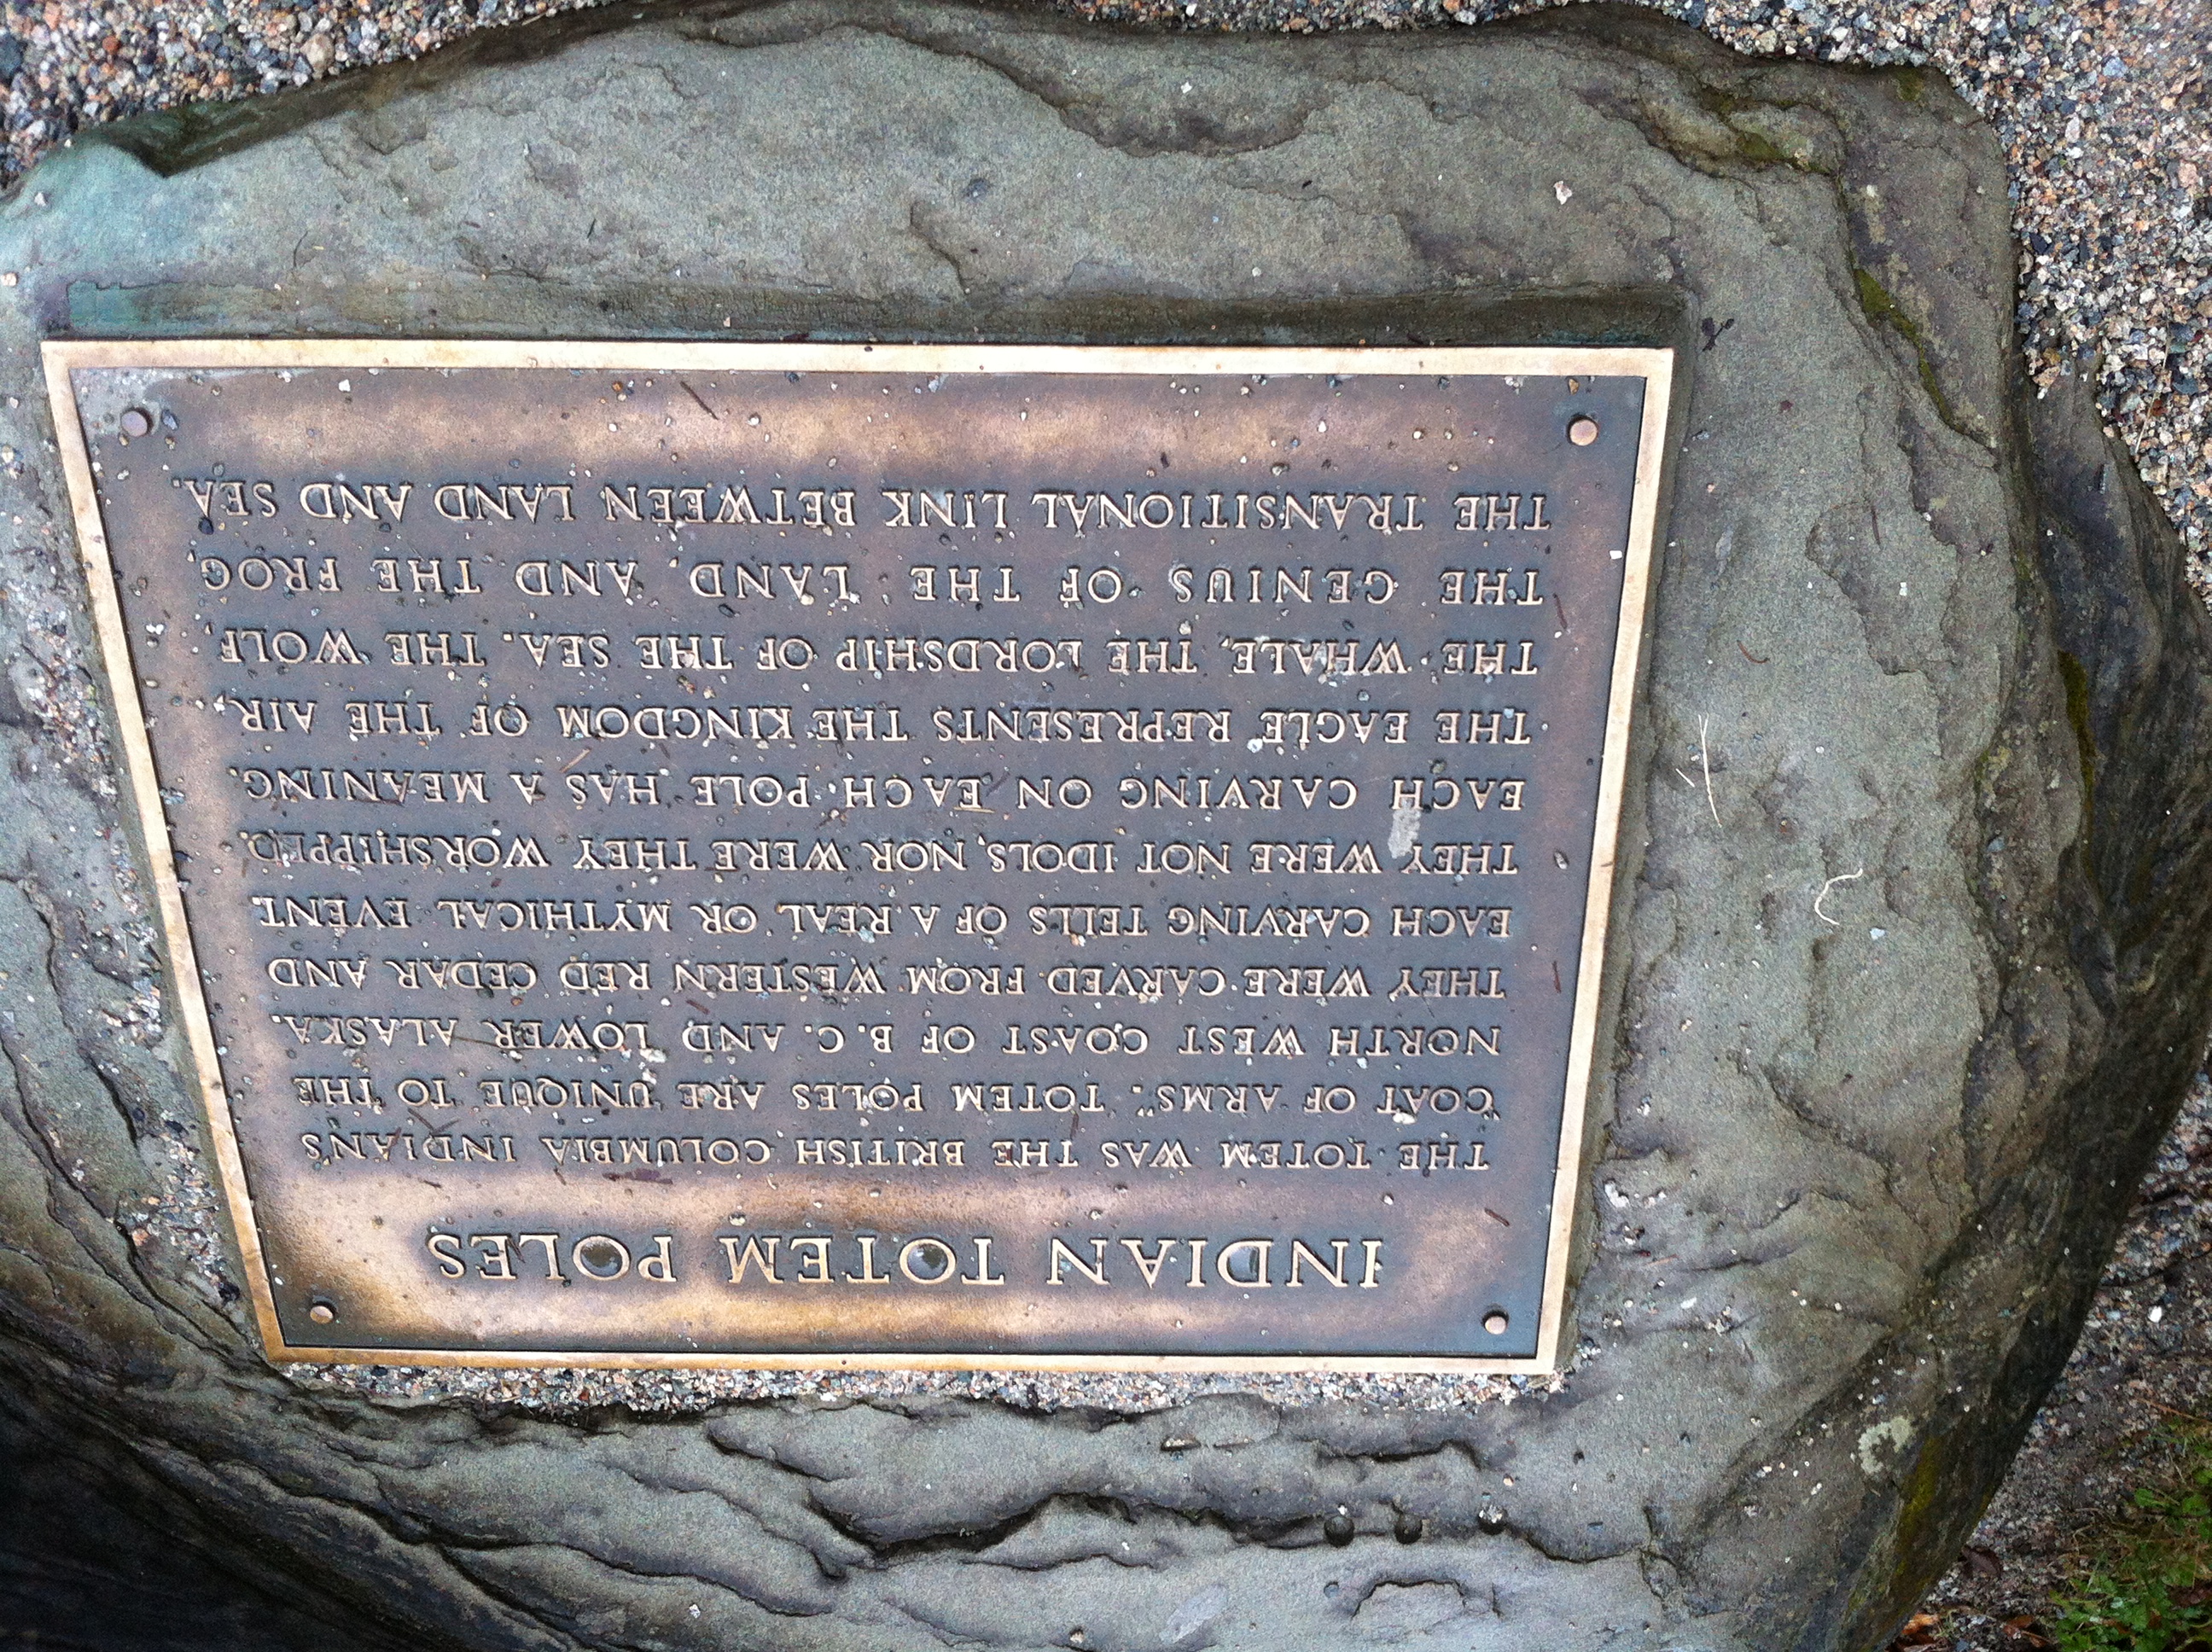 INDIAN TOTEM POLES
THE TOTEM WAS THE BRITISH COLUMBIA INDIANS
"COAT OF ARMS". TOTEM POLES ARE UNIQUE TO THE
NORTH WEST COAST OF B.C. AND LOWER ALASKA.
THEY WERE CARVED FROM WESTERN RED CEDAR AND
EACH CARVING TELLS OF A REAL OR MYTHICAL EVENT.
THEY WERE NOT IDOLS, NOR WERE THEY WORSHIPPED.
EACH CARVING ON EACH POLE HAS A MEANING.
THE EAGLE REPRESENTS THE KINGDOM OF THE AIR,
THE WHALE, THE LORDSHIP OF THE SEA. THE WOLF,
THE GENIUS OF THE LAND, AND THE FROG,
THE TRANSITIONAL LINK BETWEEN LAND AND SEA.